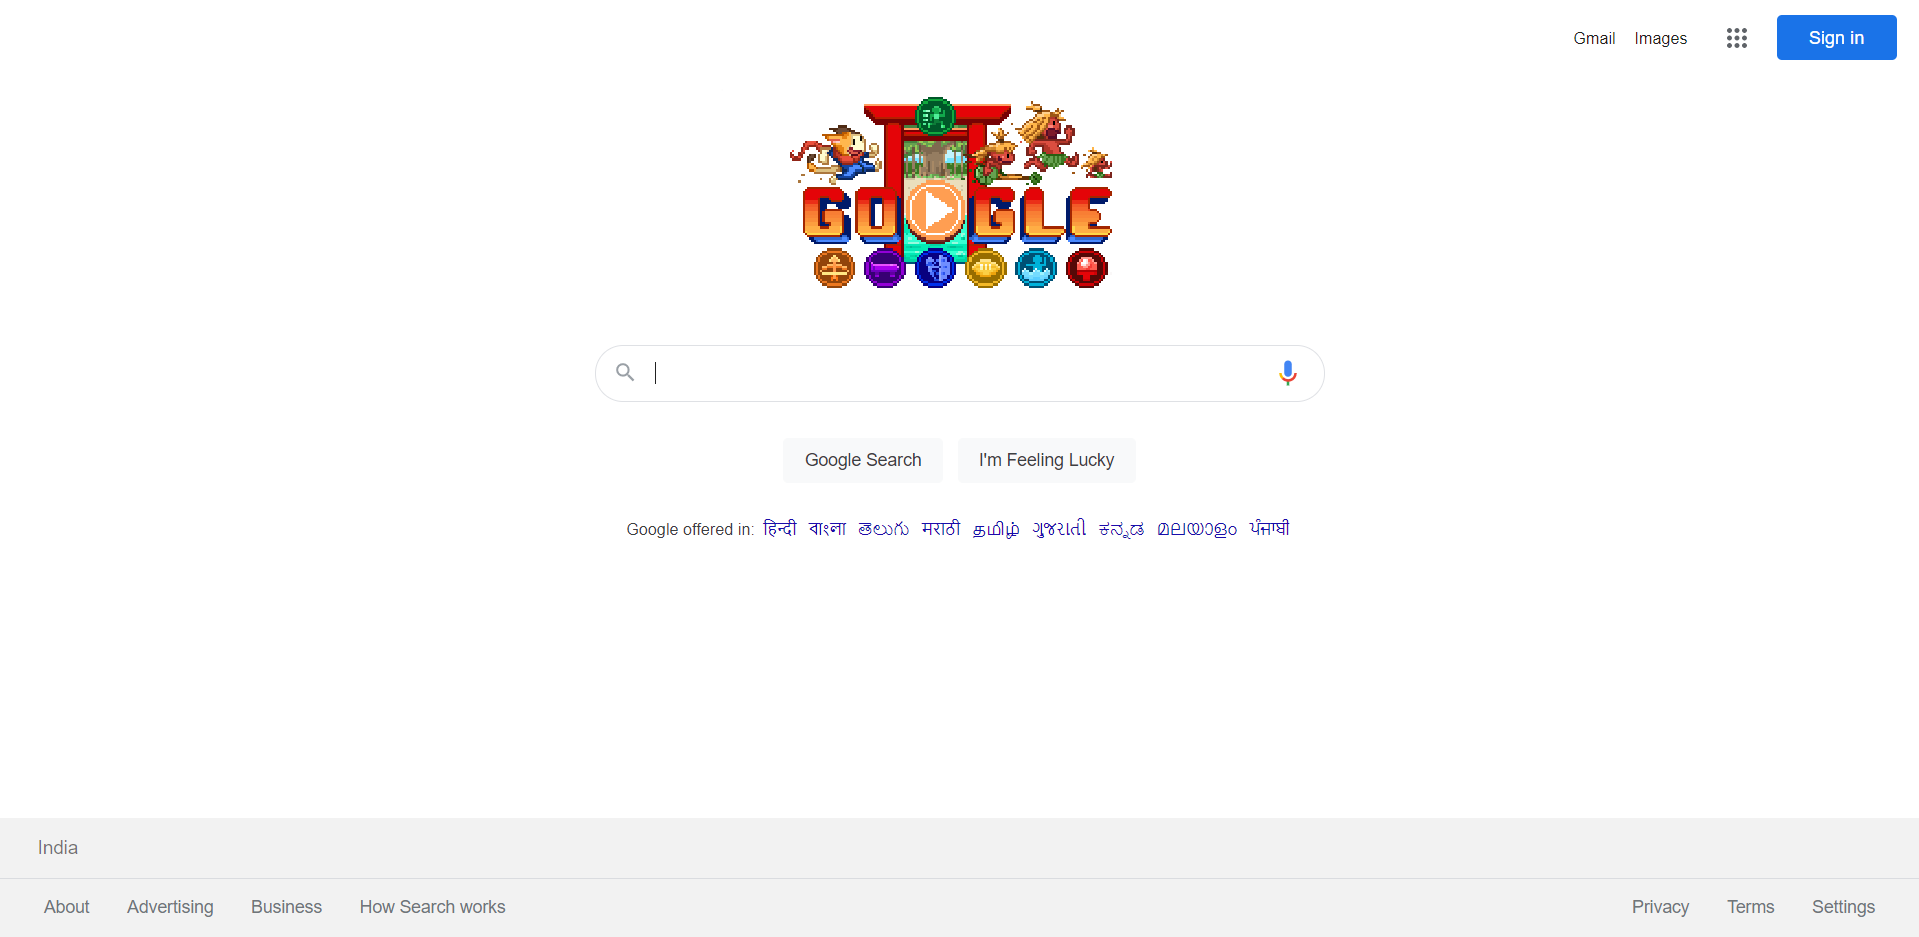 Gmail Images Sign in
GOOGLE
Google Search I'm Feeling Lucky
Google offered in: हिन्दी বাংলা తెలుగు मराठी தமிழ் ગુજરાતી ಕನ್ನಡ മലയാളം ਪੰਜਾਬੀ
India
About Advertising Business How Search works Privacy Terms Settings